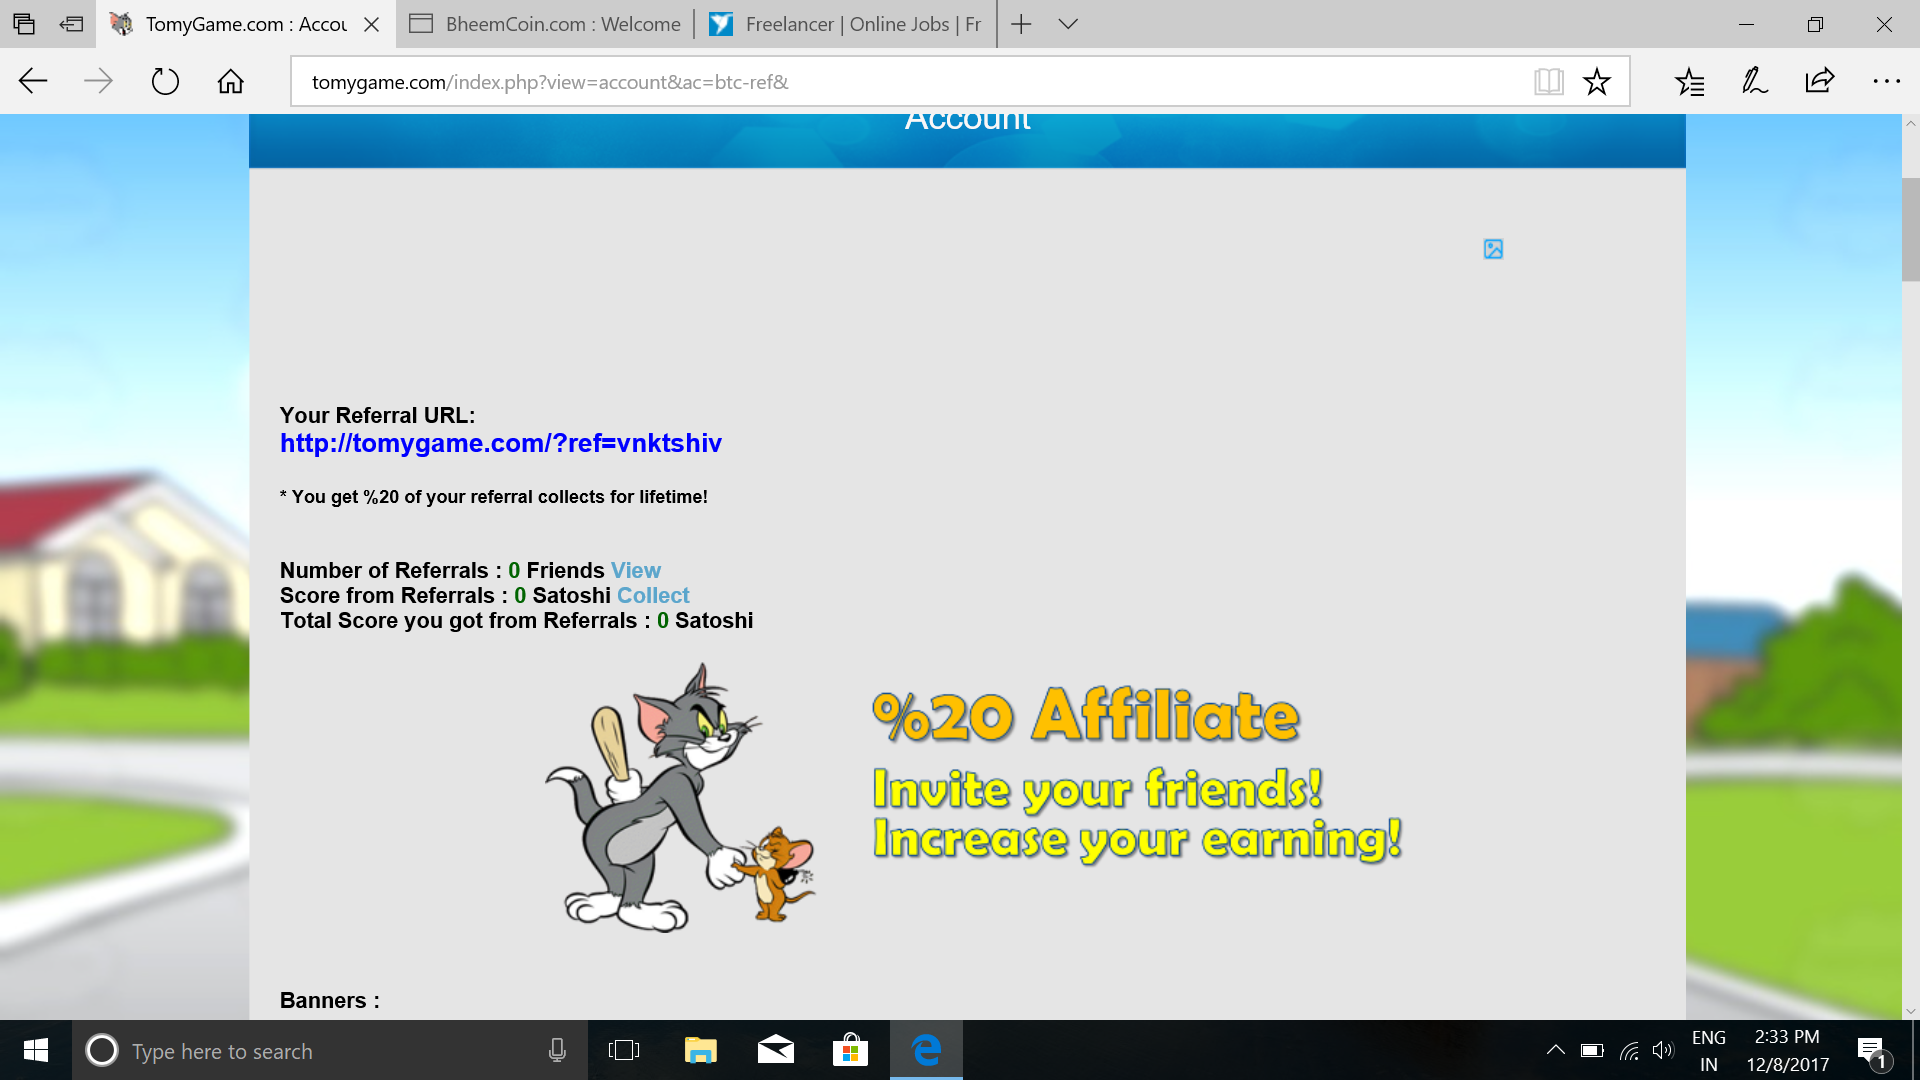 TomyGame.com : Accou
BheemCoin.com : Welcome
Freelancer | Online Jobs | Fr
tomygame.com/index.php?view=account&ac=btc-ref&
Account
Your Referral URL:
http://tomygame.com/?ref=vnktshiv
* You get %20 of your referral collects for lifetime!
Number of Referrals : 0 Friends View
Score from Referrals : 0 Satoshi Collect
Total Score you got from Referrals : 0 Satoshi
%20 Affiliate
Invite your friends!
Increase your earning!
Banners :
Type here to search
ENG
IN
2:33 PM
12/8/2017
1